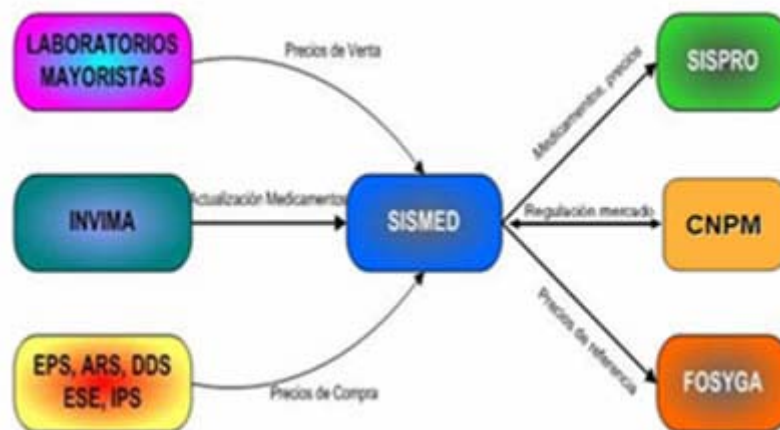 LABORATORIOS
MAYORISTAS
Precios de Venta
SISPRO
Medicamentos, precios
INVIMA
Actualización Medicamentos
SISMED
Regulación mercado
CNPM
EPS, ARS, DDS
ESE, IPS
Precios de Compra
Precios de referencia
FOSYGA